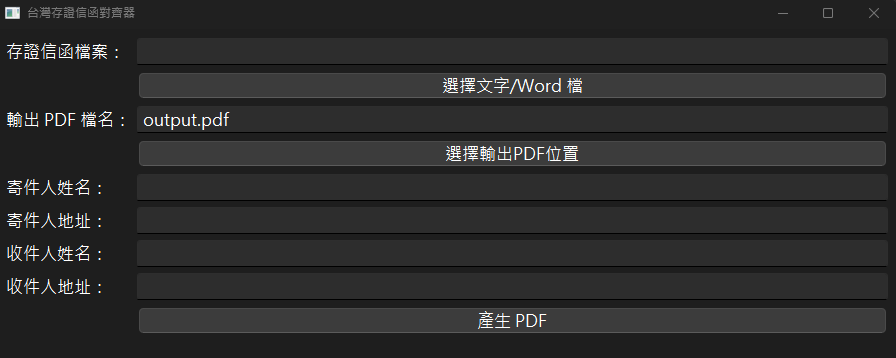 台灣存證信函對齊器
存證信函檔案：
選擇文字/Word 檔
輸出 PDF 檔名： output.pdf
選擇輸出PDF位置
寄件人姓名：
寄件人地址：
收件人姓名：
收件人地址：
產生 PDF